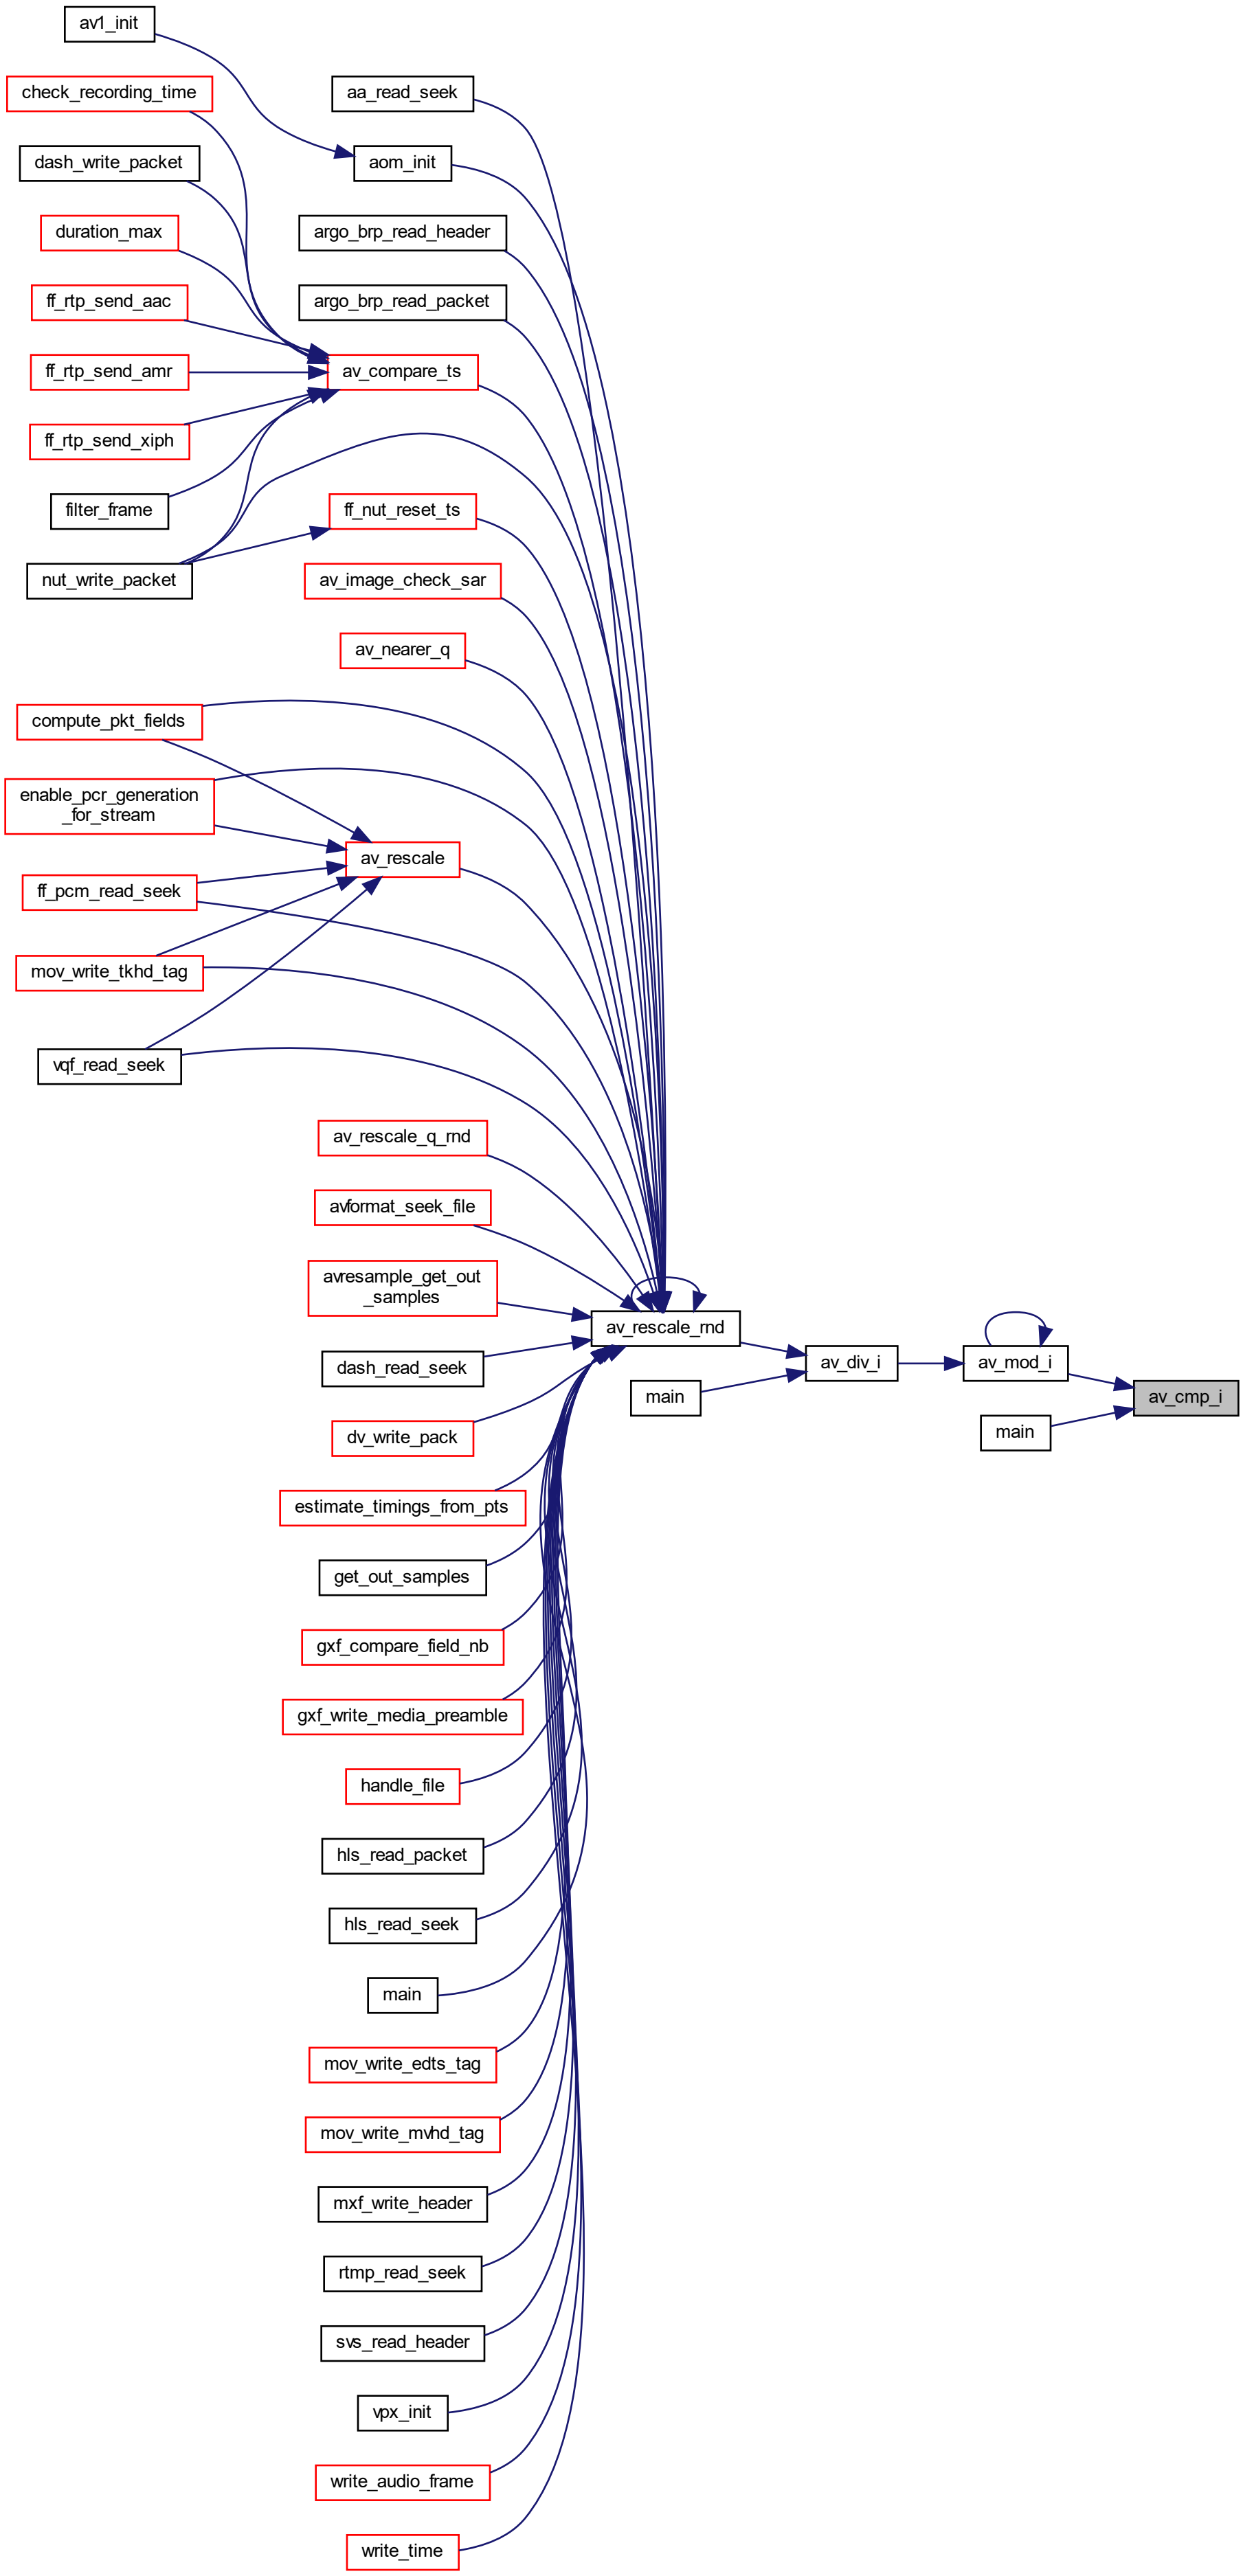 av1_init
check_recording_time
aa_read_seek
dash_write_packet
aom_init
duration_max
argo_brp_read_header
ff_rtp_send_aac
argo_brp_read_packet
ff_rtp_send_amr
av_compare_ts
ff_rtp_send_xiph
filter_frame
ff_nut_reset_ts
nut_write_packet
av_image_check_sar
av_nearer_q
compute_pkt_fields
enable_pcr_generation
_for_stream
av_rescale
ff_pcm_read_seek
mov_write_tkhd_tag
vqf_read_seek
av_rescale_q_rnd
avformat_seek_file
avresample_get_out
_samples
av_rescale_rnd
dash_read_seek
av_div_i
av_mod_i
main
av_cmp_i
dv_write_pack
main
estimate_timings_from_pts
get_out_samples
gxf_compare_field_nb
gxf_write_media_preamble
handle_file
hls_read_packet
hls_read_seek
main
mov_write_edts_tag
mov_write_mvhd_tag
mxf_write_header
rtmp_read_seek
svs_read_header
vpx_init
write_audio_frame
write_time